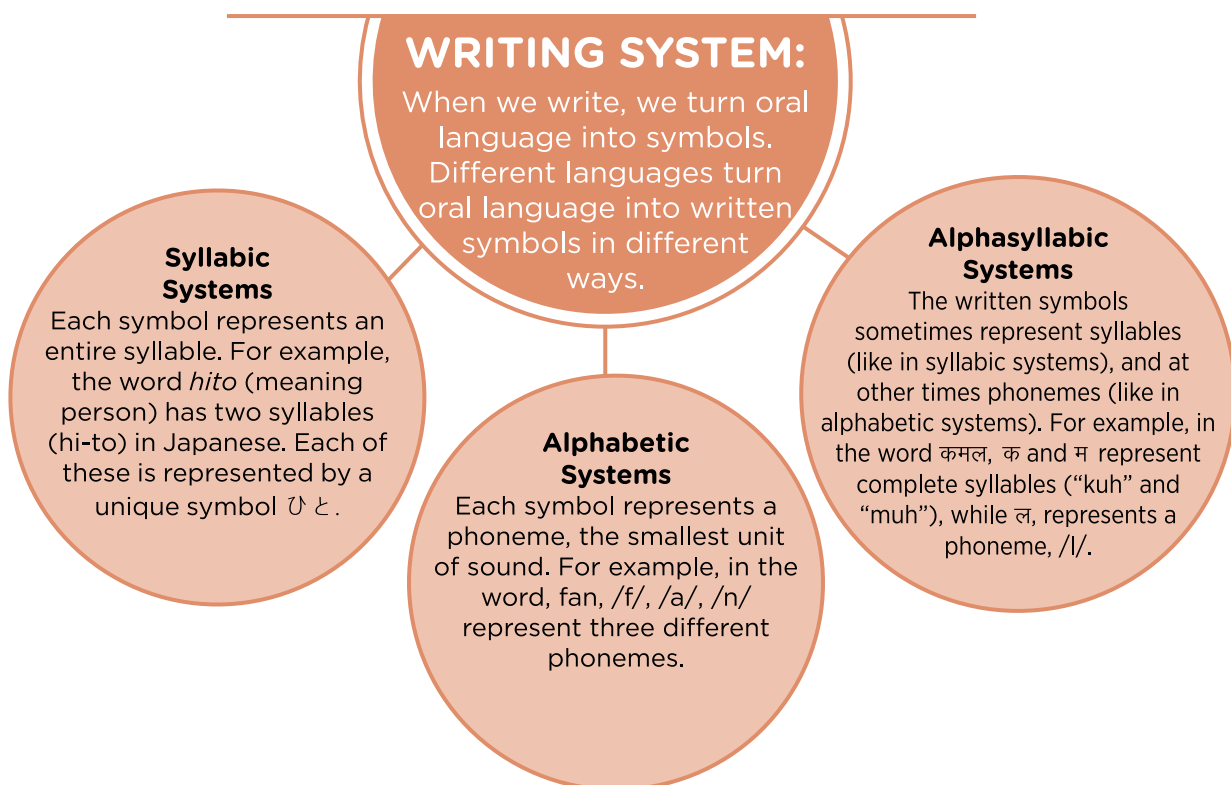 WRITING SYSTEM:
When we write, we turn oral
language into symbols.
Different languages turn
oral language into written
symbols in different
ways.
Syllabic
Systems
Each symbol represents an
entire syllable. For example,
the word hito (meaning
person) has two syllables
(hi-to) in Japanese. Each of
these is represented by a
unique symbol ひと.
Alphabetic
Systems
Each symbol represents a
phoneme, the smallest unit
of sound. For example, in the
word, fan, /f/, /a/, /n/
represent three different
phonemes.
Alphasyllabic
Systems
The written symbols
sometimes represent syllables
(like in syllabic systems), and at
other times phonemes (like in
alphabetic systems). For example, in
the word कमल, क and म represent
complete syllables (“kuh” and
“muh”), while ल, represents a
phoneme, /l/.